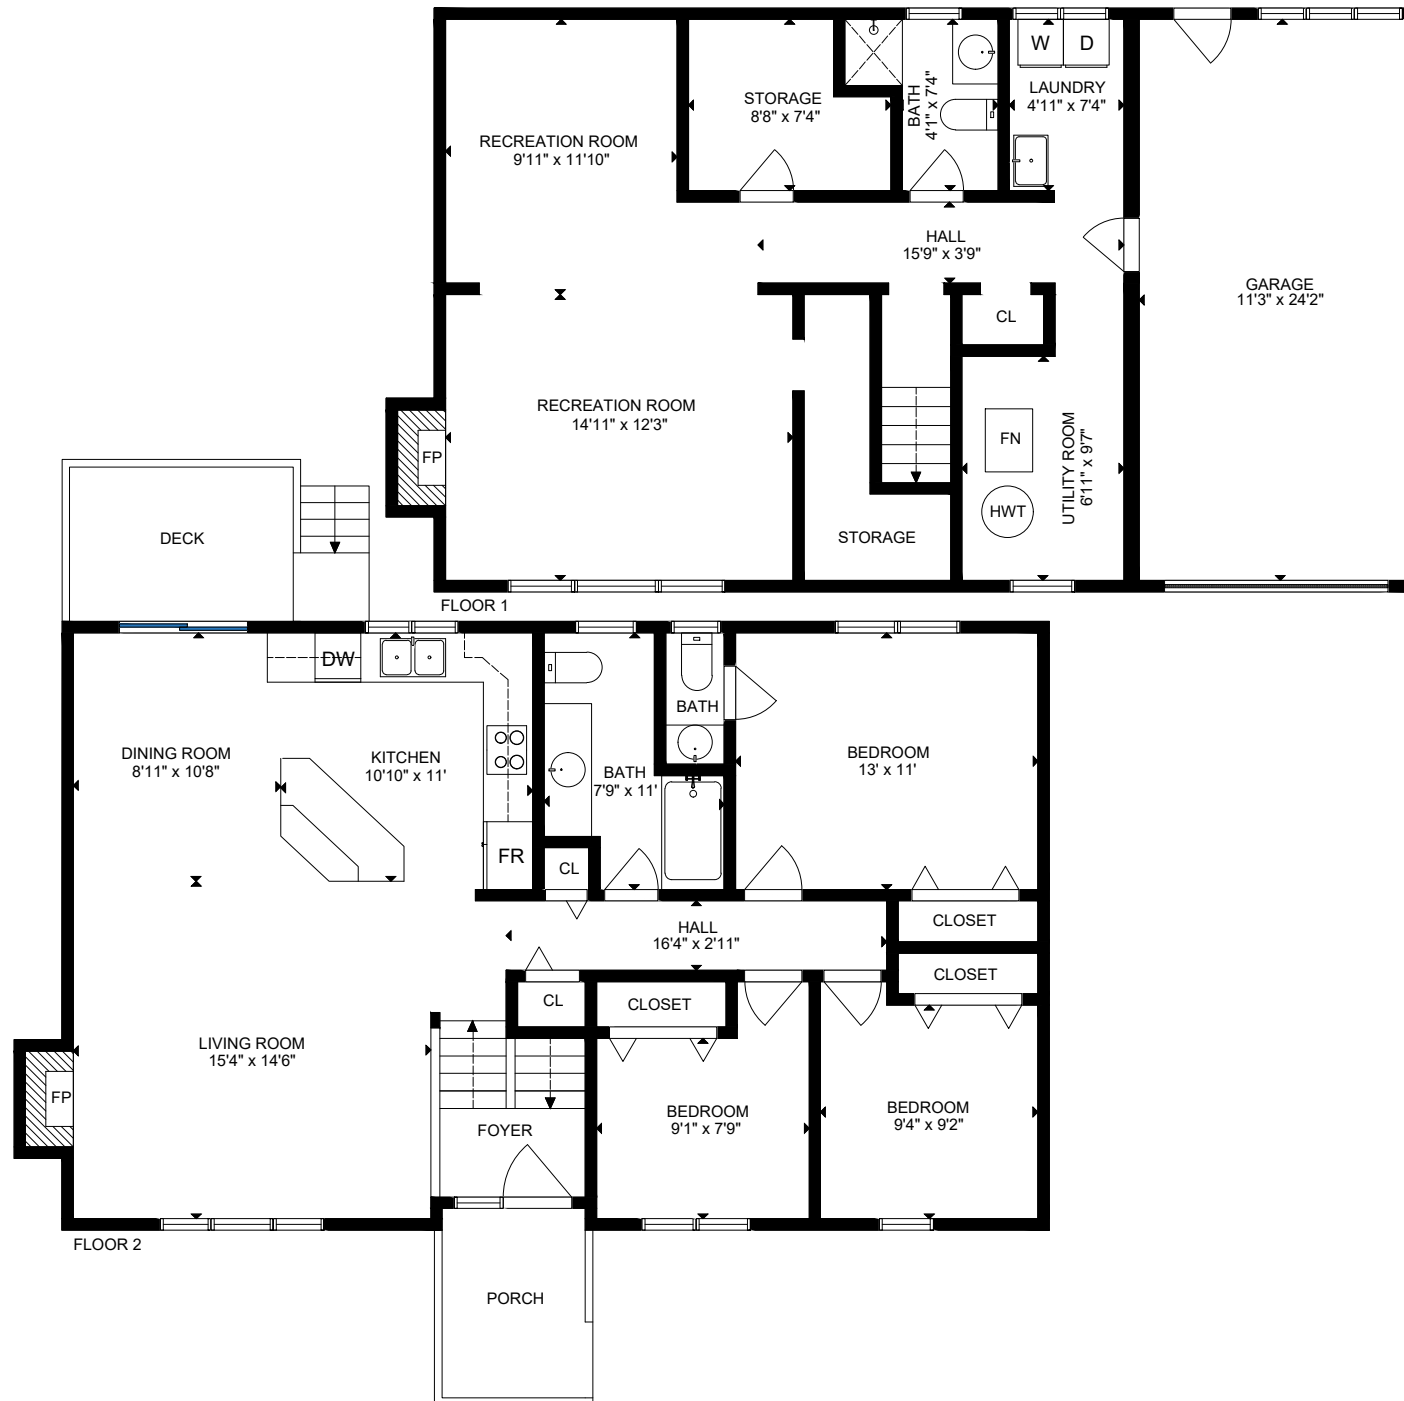 W
D
LAUNDRY
4'11" x 7'4"
STORAGE
8'8" x 7'4"
BATH
4'1" x 7'4"
RECREATION ROOM
9'11" x 11'10"
HALL
15'9" x 3'9"
GARAGE
11'3" x 24'2"
CL
RECREATION ROOM
14'11" x 12'3"
FP
FN
HWT
UTILITY ROOM
6'11" x 9'7"
STORAGE
FLOOR 1
DECK
DW
DINING ROOM
8'11" x 10'8"
KITCHEN
10'10" x 11'
FR
BATH
7'9" x 11'
BATH
BEDROOM
13' x 11'
CL
HALL
16'4" x 2'11"
CLOSET
CLOSET
CL
CLOSET
LIVING ROOM
15'4" x 14'6"
FP
FOYER
BEDROOM
9'1" x 7'9"
BEDROOM
9'4" x 9'2"
FLOOR 2
PORCH